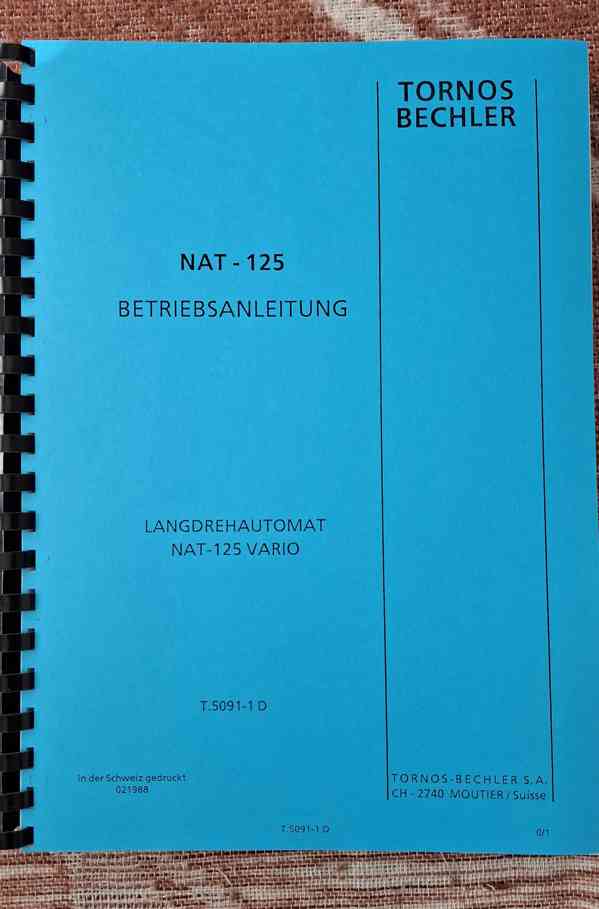 TORNOS
BECHLER
NAT - 125
BETRIEBSANLEITUNG
LANGDREHAUTOMAT
NAT-125 VARIO
T.5091-1 D
In der Schweiz gedruckt
021988
TORNOS-BECHLER S.A.
CH - 2740 MOUTIER / Suisse
T.5091-1 D
0/1